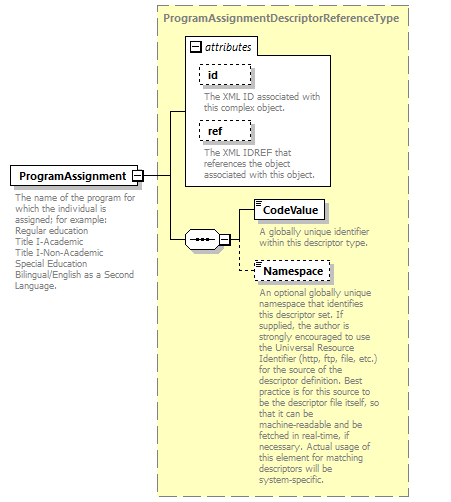 ProgramAssignmentDescriptorReferenceType
attributes
id
The XML ID associated with
this complex object.
ref
The XML IDREF that
references the object
associated with this object.
ProgramAssignment
The name of the program for
which the individual is
assigned; for example:
Regular education
Title I-Academic
Title I-Non-Academic
Special Education
Bilingual/English as a Second
Language.
CodeValue
A globally unique identifier
within this descriptor type.
Namespace
An optional globally unique
namespace that identifies
this descriptor set. If
supplied, the author is
strongly encouraged to use
the Universal Resource
Identifier (http, ftp, file, etc.)
for the source of the
descriptor definition. Best
practice is for this source to
be the descriptor file itself, so
that it can be
machine-readable and be
fetched in real-time, if
necessary. Actual usage of
this element for matching
descriptors will be
system-specific.